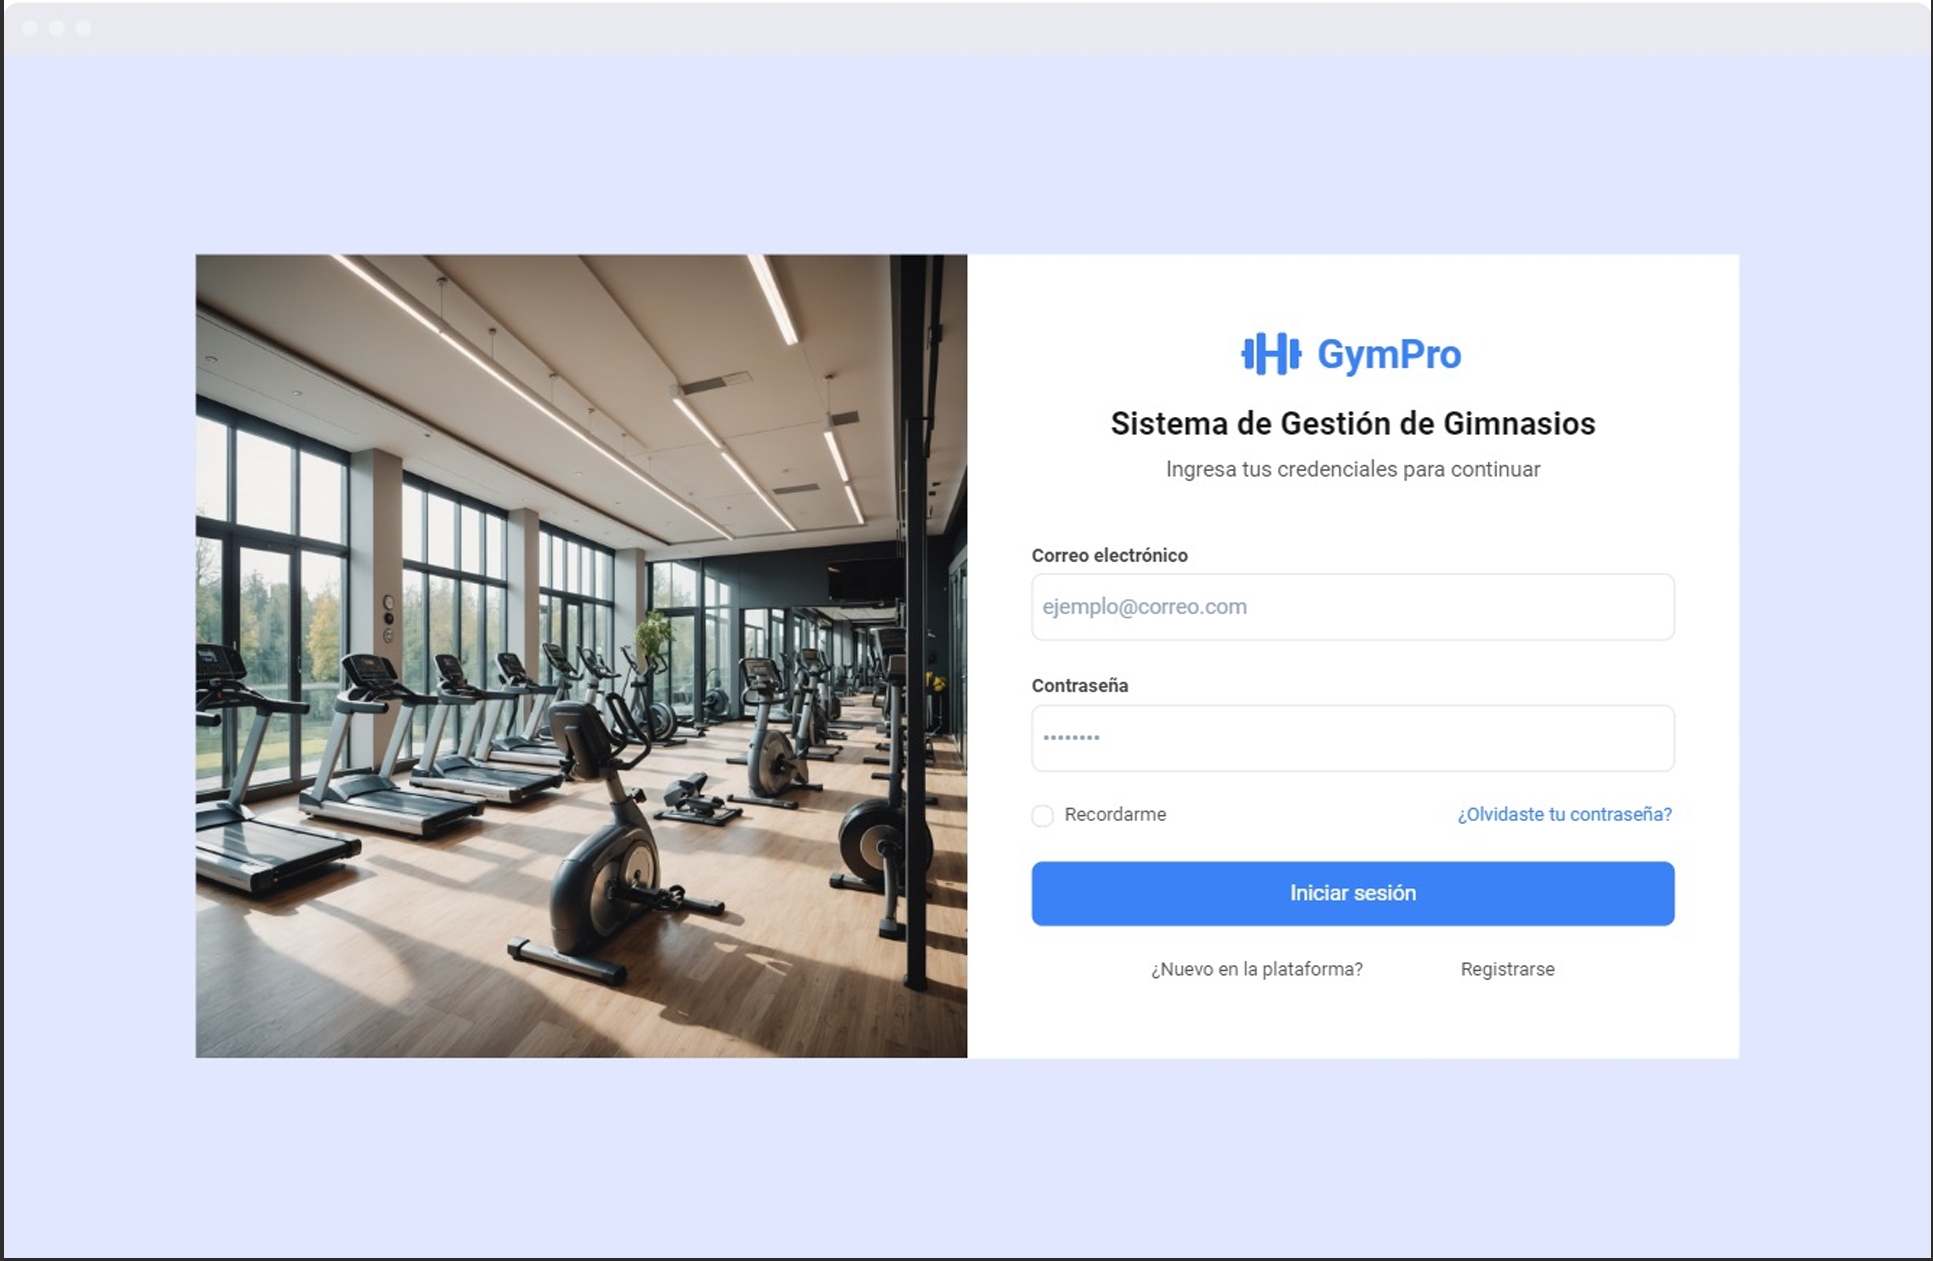 GymPro
Sistema de Gestión de Gimnasios
Ingresa tus credenciales para continuar
Correo electrónico
ejemplo@correo.com
Contraseña
••••••••
Recordarme ¿Olvidaste tu contraseña?
Iniciar sesión
¿Nuevo en la plataforma? Registrarse